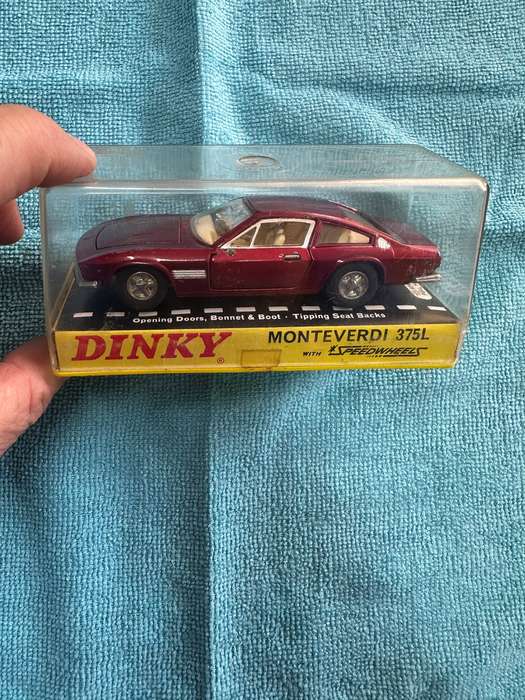 Opening Doors, Bonnet & Boot · Tipping Seat Backs
DINKY®
MONTEVERDI 375L
WITH SPEEDWHEELS